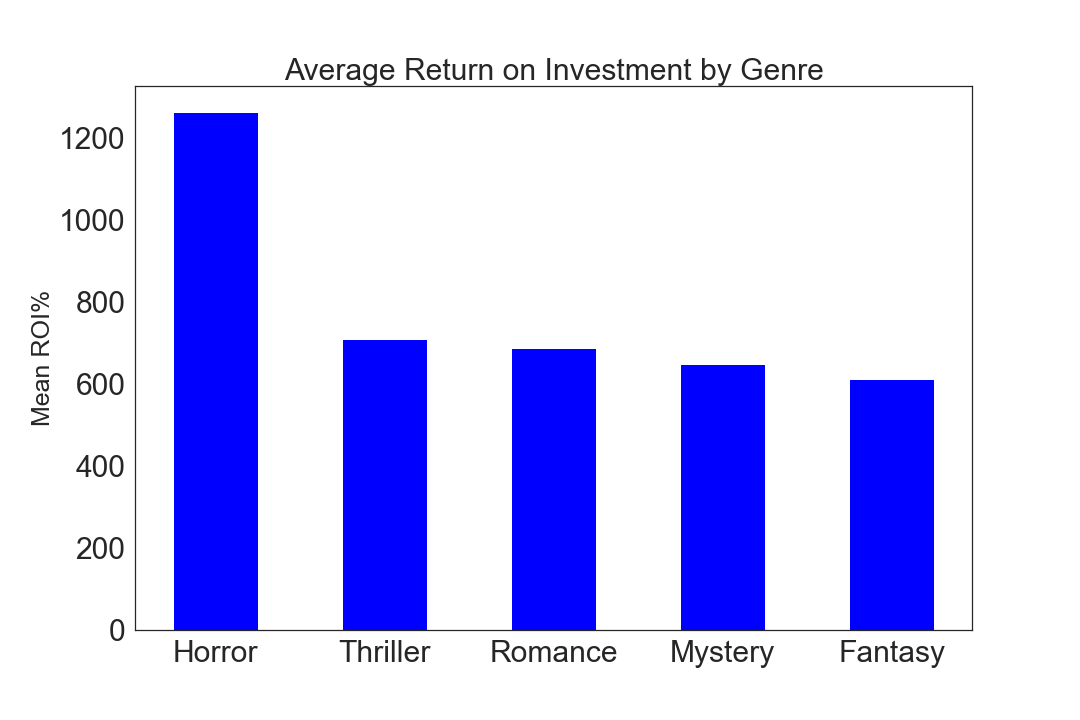 Average Return on Investment by Genre
1200
1000
800
600
400
200
0
Mean ROI%
Horror Thriller Romance Mystery Fantasy